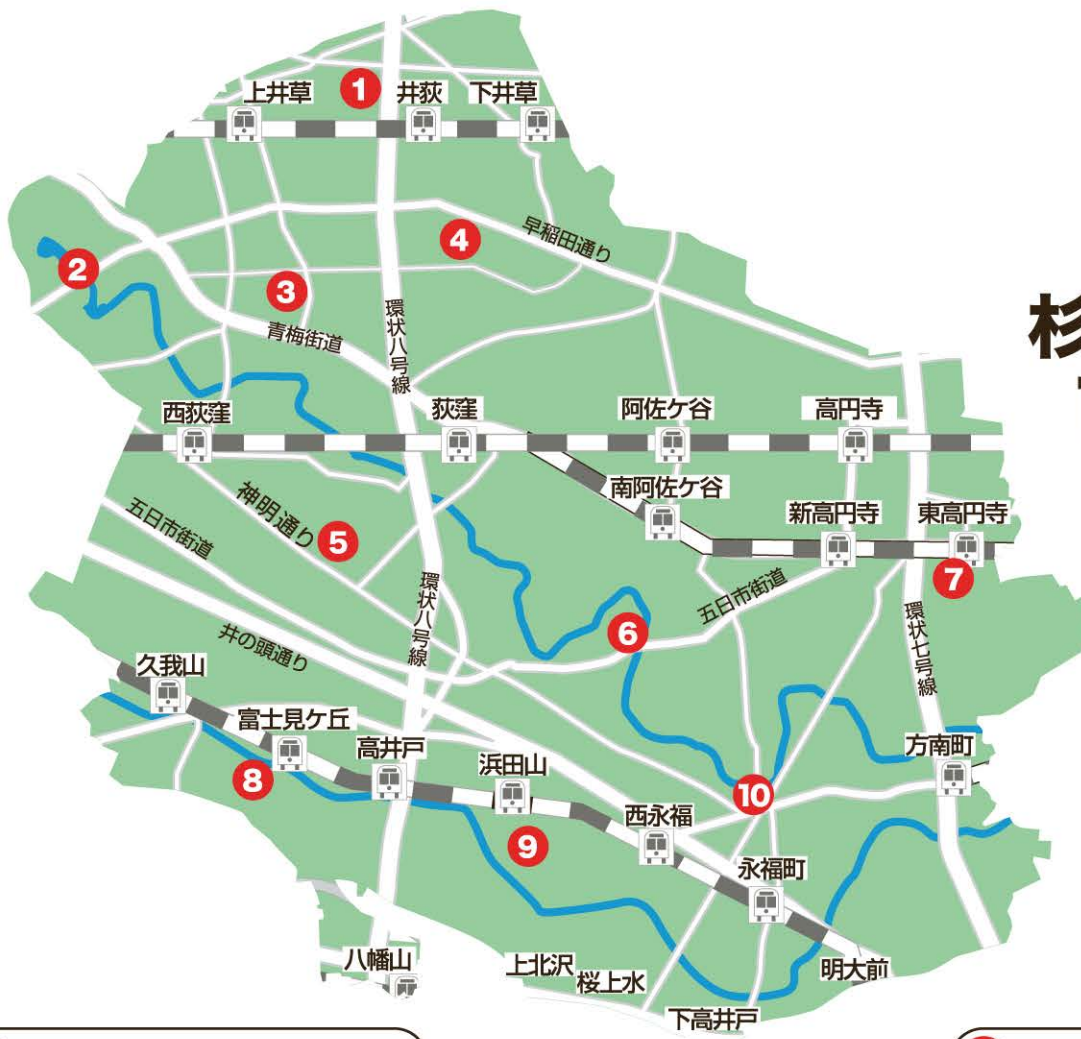 1
上井草
井荻
下井草
早稲田通り
4
2
3
環状八号線
青梅街道
杉
西荻窪
荻窪
阿佐ケ谷
高円寺
南阿佐ケ谷
新高円寺
東高円寺
神明通り
五日市街道
5
7
環状八号線
五日市街道
6
環状七号線
井の頭通り
久我山
富士見ケ丘
高井戸
浜田山
方南町
8
10
西永福
9
永福町
八幡山
上北沢
桜上水
明大前
下高井戸